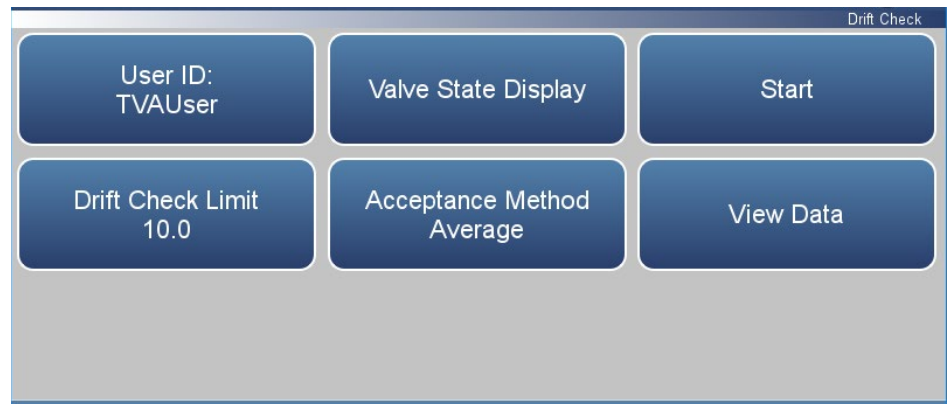 Drift Check
User ID:
TVAUser
Valve State Display
Start
Drift Check Limit
10.0
Acceptance Method
Average
View Data